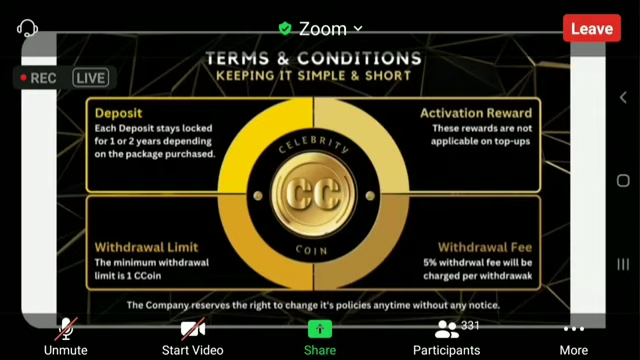 Zoom
Leave
TERMS & CONDITIONS
KEEPING IT SIMPLE & SHORT
REC LIVE
Deposit
Each Deposit stays locked
for 1 or 2 years depending
on the package purchased.
Activation Reward
These rewards are not
applicable on top-ups
CELEBRITY
CC
COIN
Withdrawal Limit
The minimum withdrawal
limit is 1 CCoin
Withdrawal Fee
5% withdrwal fee will be
charged per withdrawak
The Company reserves the right to change it's policies anytime without any notice.
331
Unmute
Start Video
Share
Participants
More